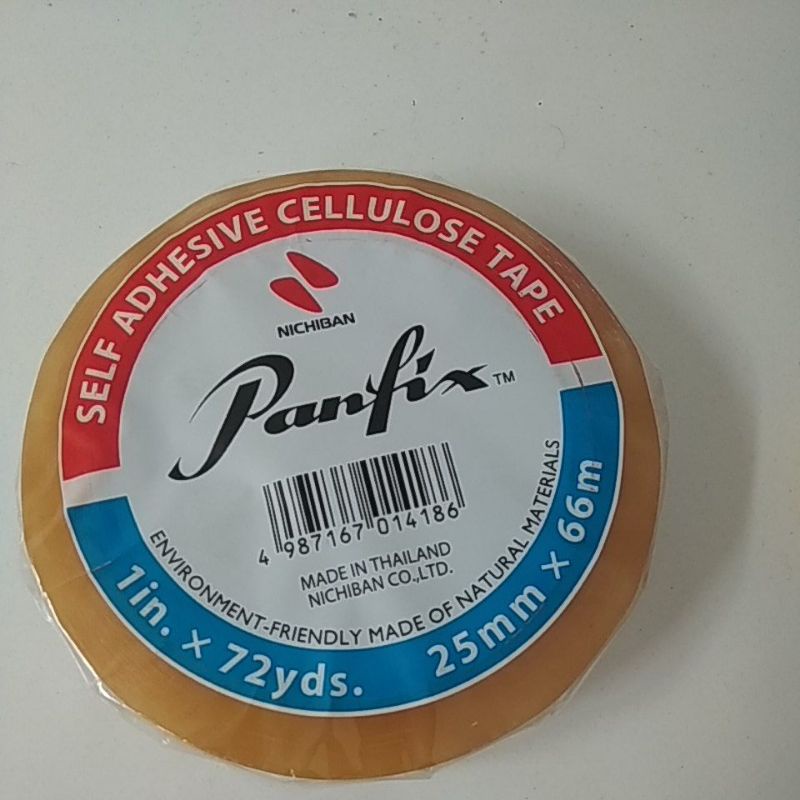 SELF ADHESIVE CELLULOSE TAPE
NICHIBAN
Panfix™
4 987167 014186
MADE IN THAILAND
NICHIBAN CO.,LTD.
ENVIRONMENT-FRIENDLY MADE OF NATURAL MATERIALS
1in. × 72yds. 25mm × 66m